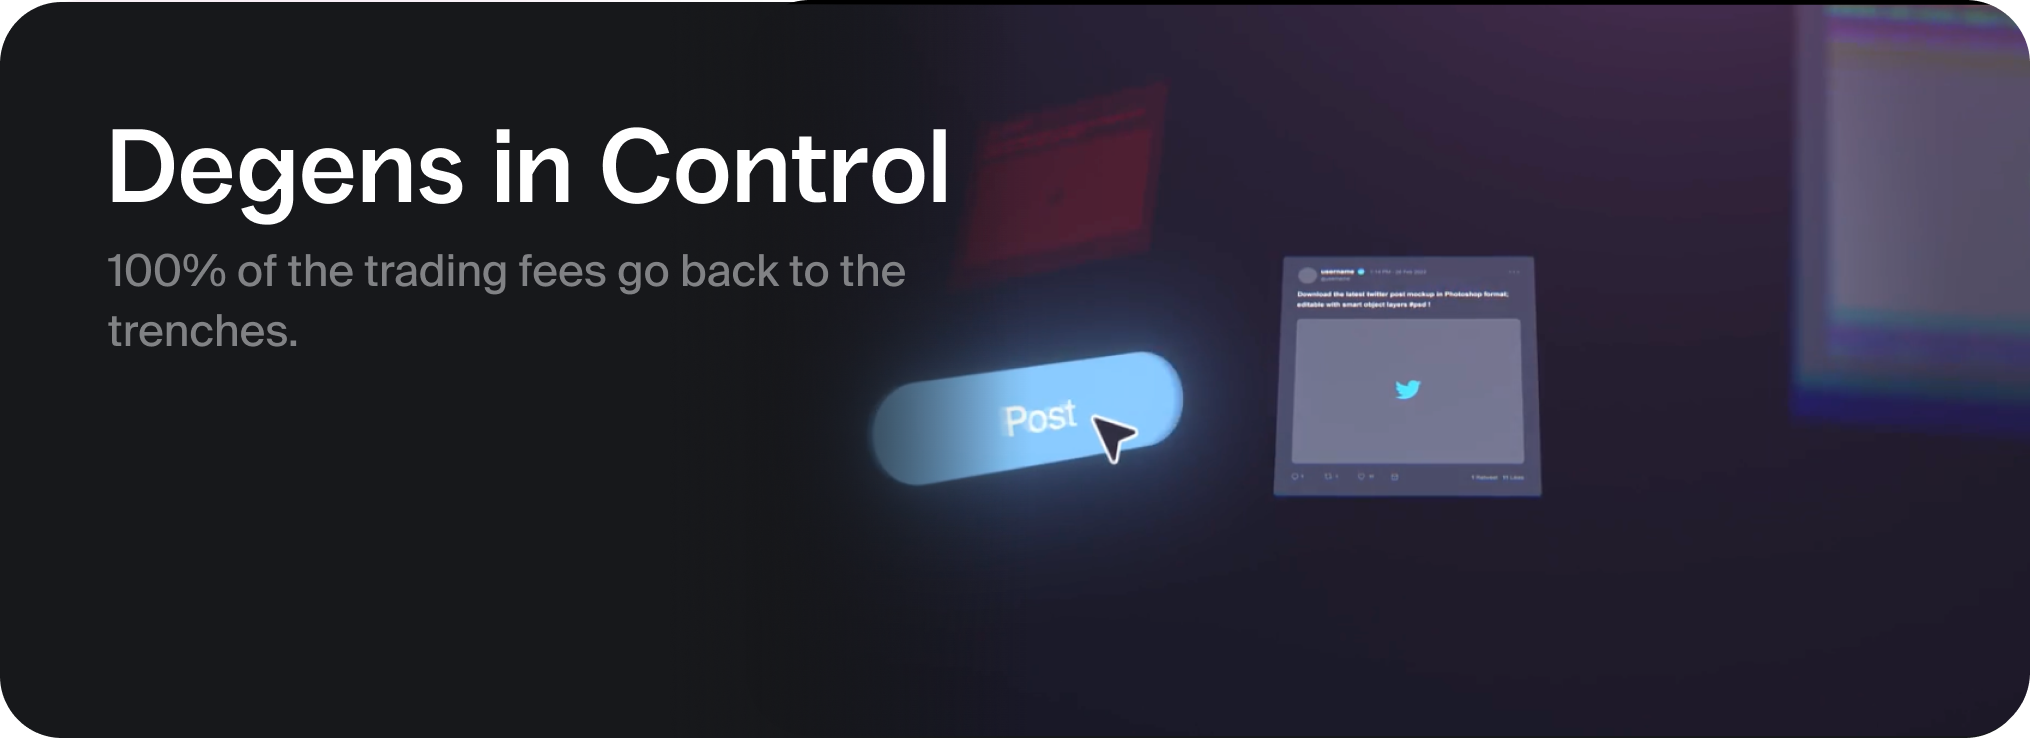 Degens in Control
100% of the trading fees go back to the
trenches.
Post
username
Download the latest twitter post mockup in Photoshop format;
editable with smart object layers #psd !